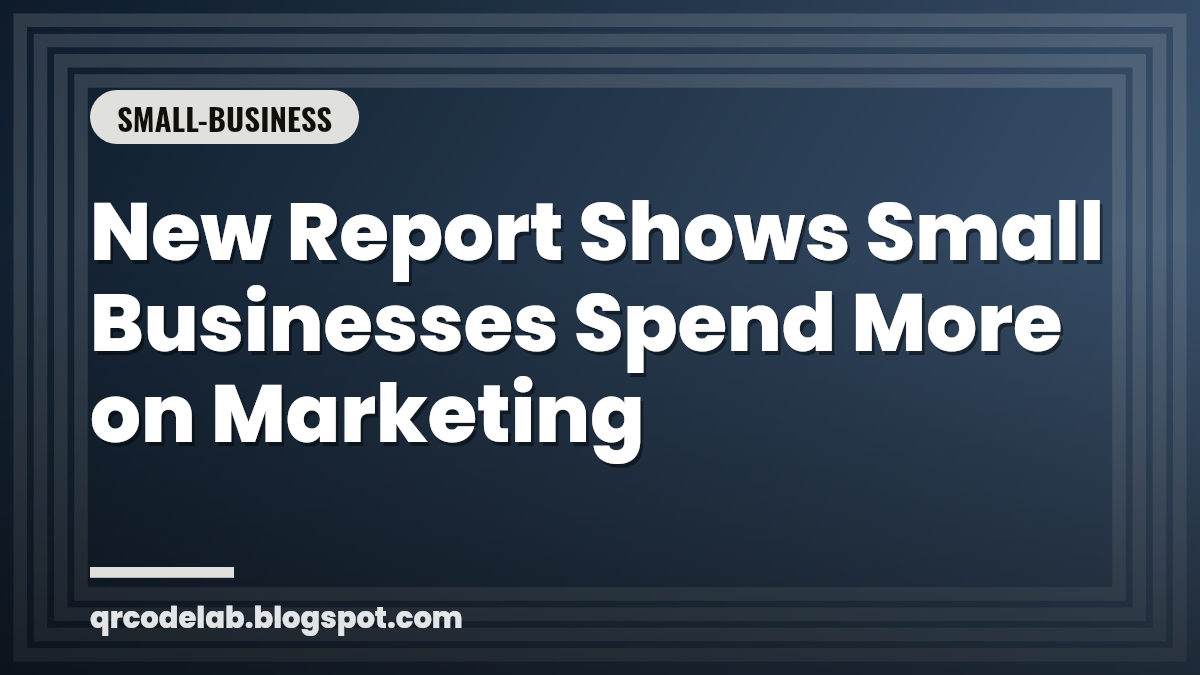 SMALL-BUSINESS
New Report Shows Small
Businesses Spend More
on Marketing
qrcodelab.blogspot.com